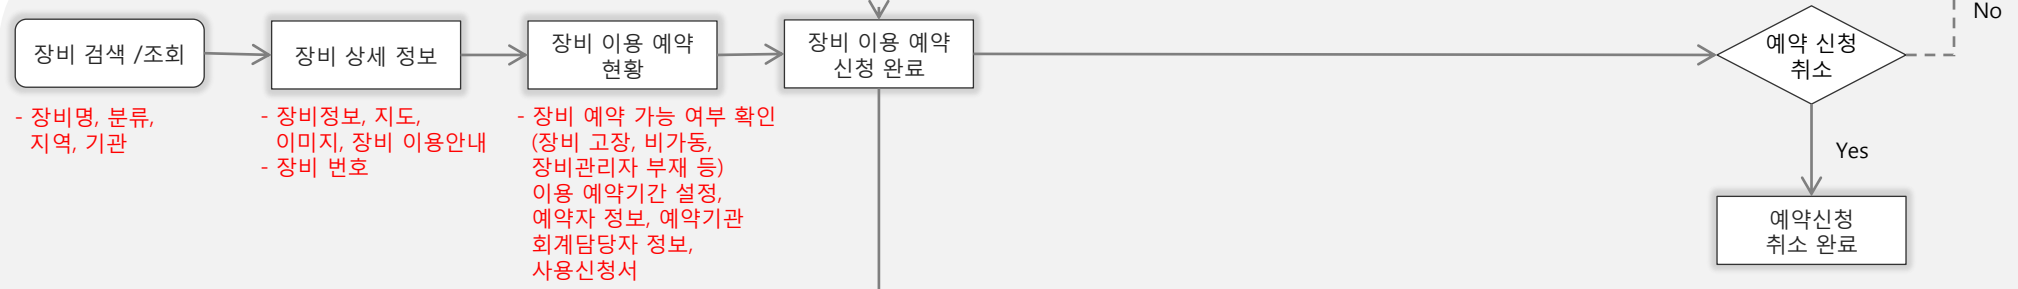 장비 검색 /조회
- 장비명, 분류,
지역, 기관
장비 상세 정보
- 장비정보, 지도,
이미지, 장비 이용안내
- 장비 번호
장비 이용 예약
현황
- 장비 예약 가능 여부 확인
(장비 고장, 비가동,
장비관리자 부재 등)
이용 예약기간 설정,
예약자 정보, 예약기관
회계담당자 정보,
사용신청서
장비 이용 예약
신청 완료
예약 신청
취소
No
Yes
예약신청
취소 완료